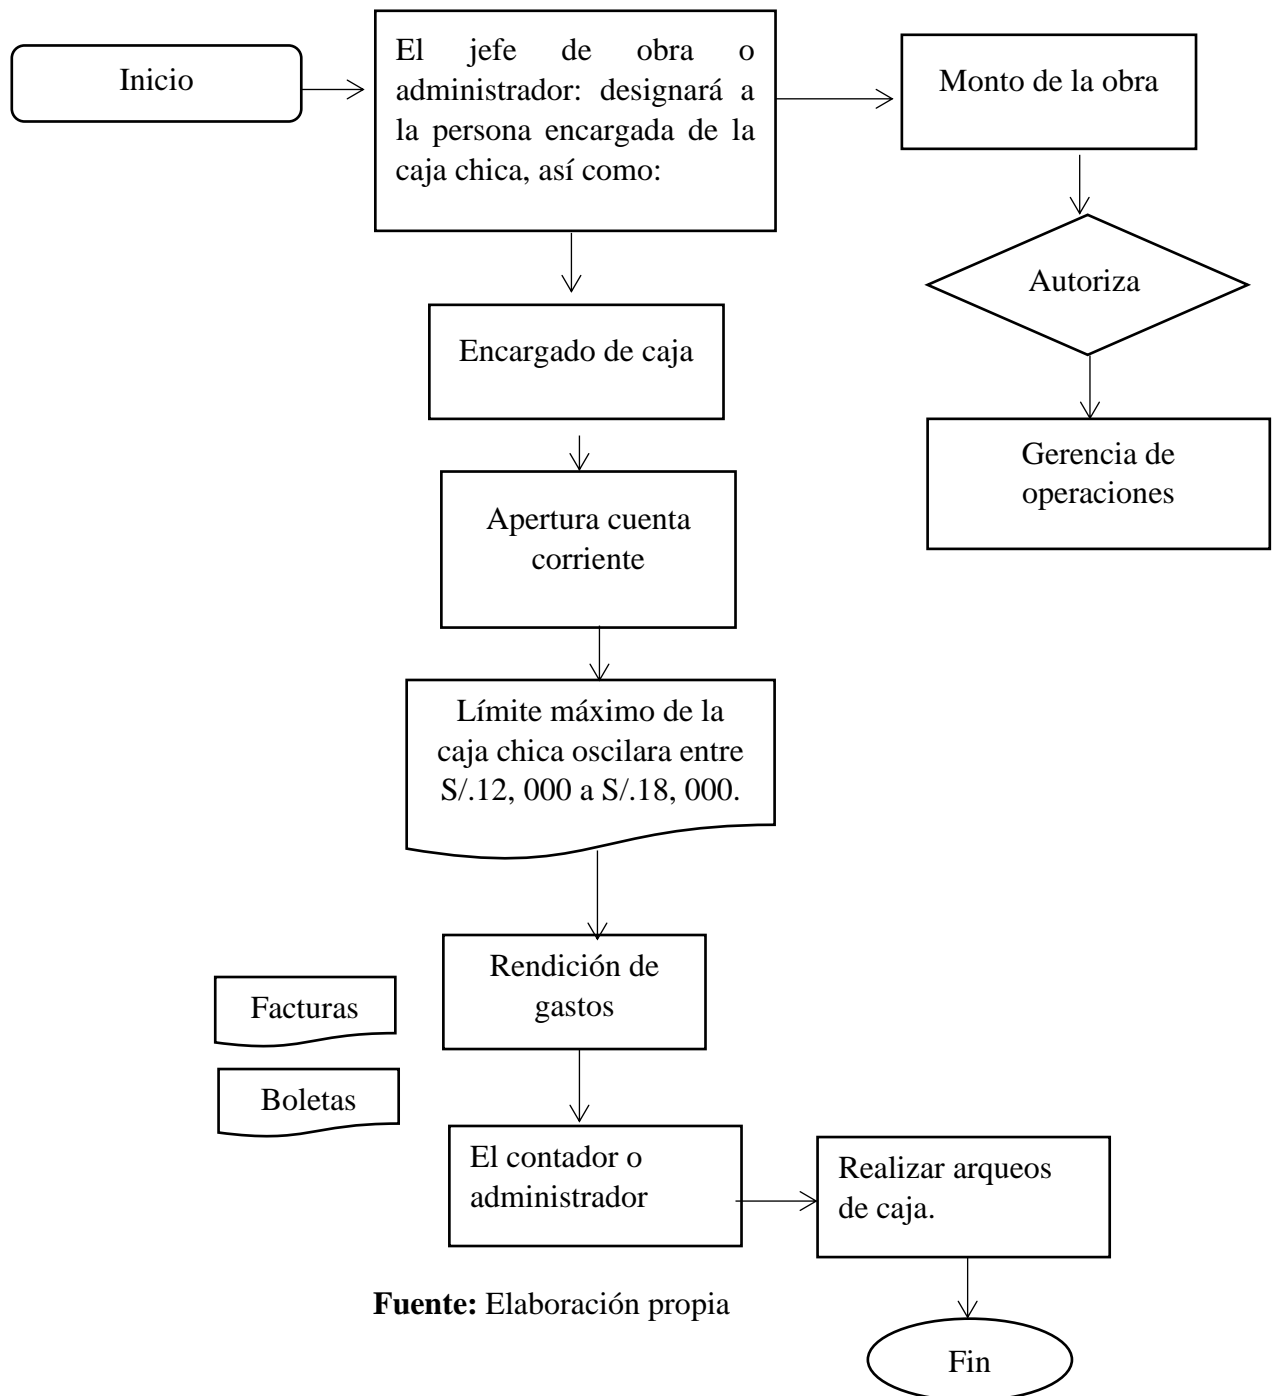 Inicio
El jefe de obra o
administrador: designará a
la persona encargada de la
caja chica, así como:
Monto de la obra
Autoriza
Gerencia de
operaciones
Encargado de caja
Apertura cuenta
corriente
Límite máximo de la
caja chica oscilara entre
S/.12, 000 a S/.18, 000.
Rendición de
gastos
Facturas
Boletas
El contador o
administrador
Realizar arqueos
de caja.
Fuente: Elaboración propia
Fin